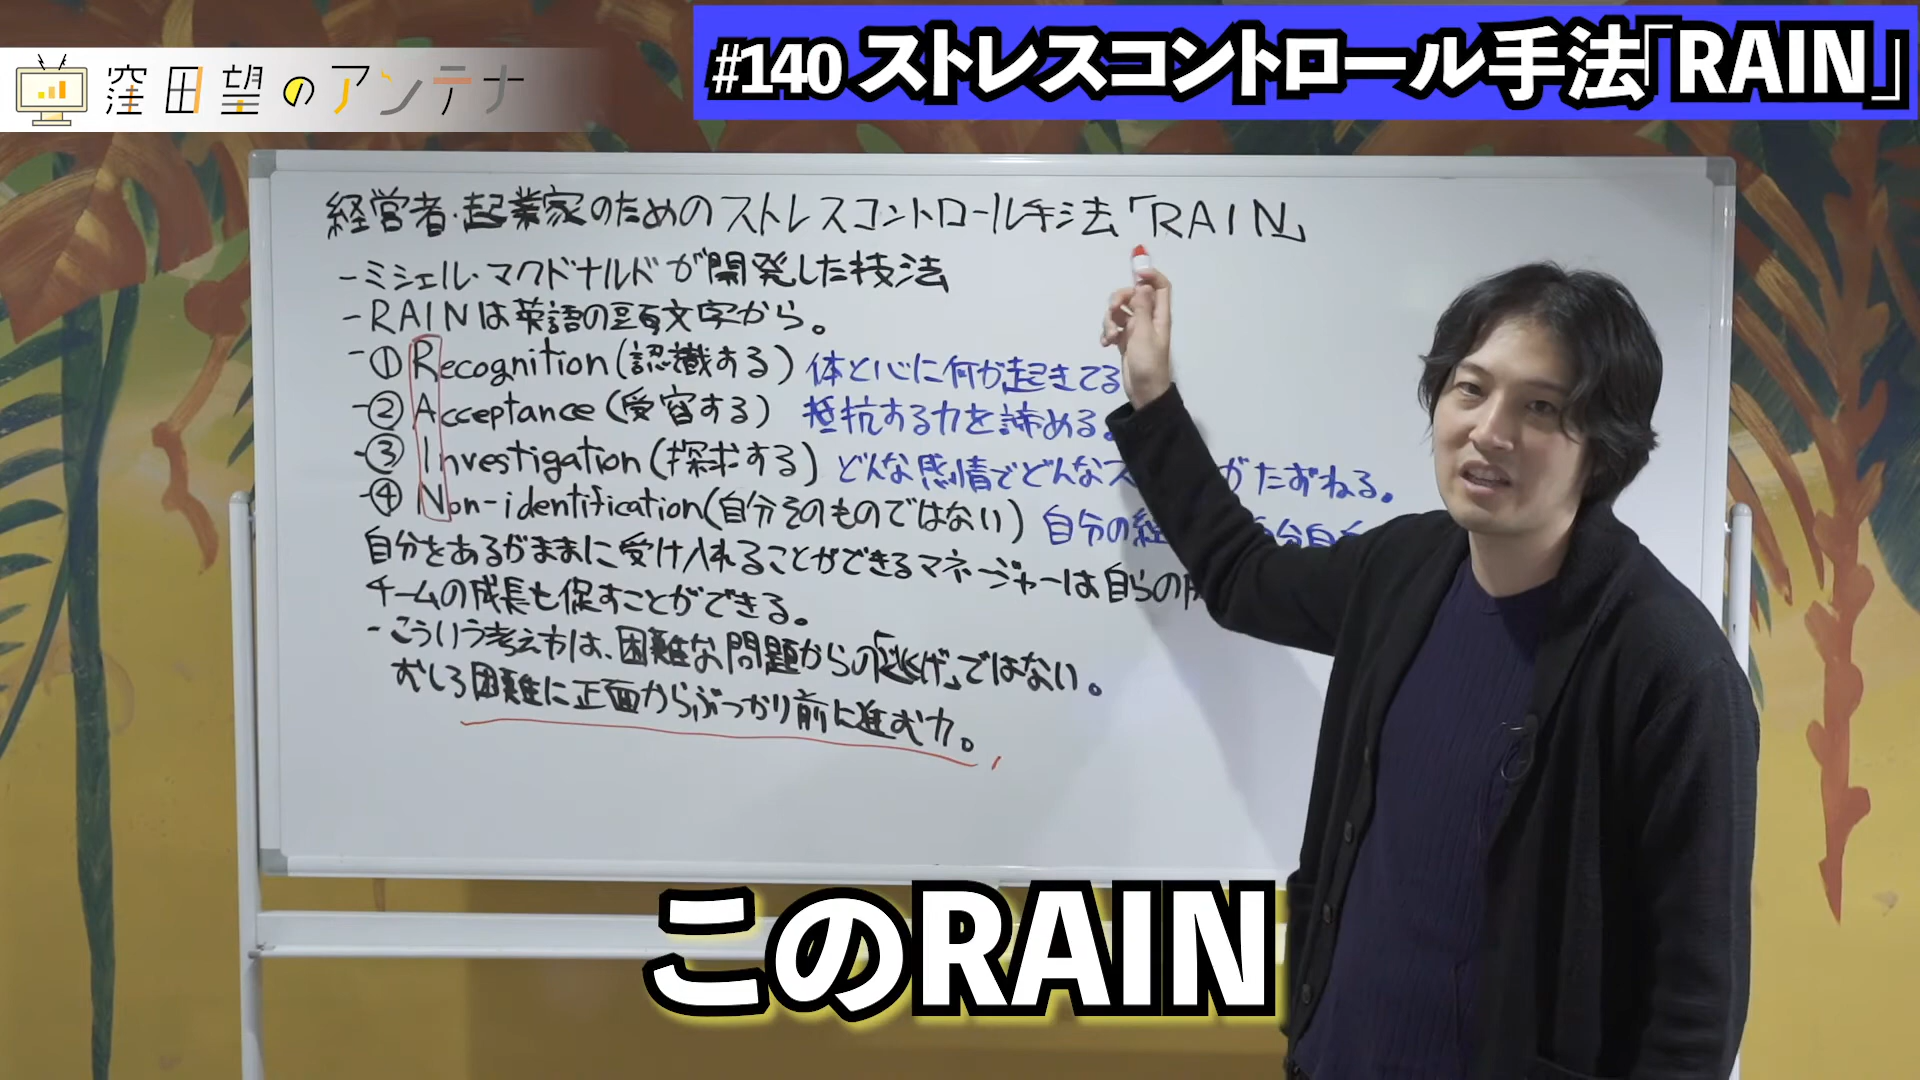 窪田望のアンテナ
#140 ストレスコントロール手法「RAIN」
経営者・起業家のためのストレスコントロール手法「RAIN」
-ミシェル・マクドナルドが開発した技法
-RAINは英語の頭文字から。
-① Recognition(認識する) 体と心に何が起きてる
-② Acceptance(受容する) 抵抗する力を諦める。
-③ Investigation(探求する) どんな感情でどんなス がたずねる。
-④ Non-identification(自分そのものではない) 自分の経
自分をあるがままに受け入れることができるマネージャーは自らの
チームの成長も促すことができる。
-こういう考え方は、困難な問題からの「逃げ」ではない。
むしろ困難に正面からぶつかり前に進む力。
このRAIN